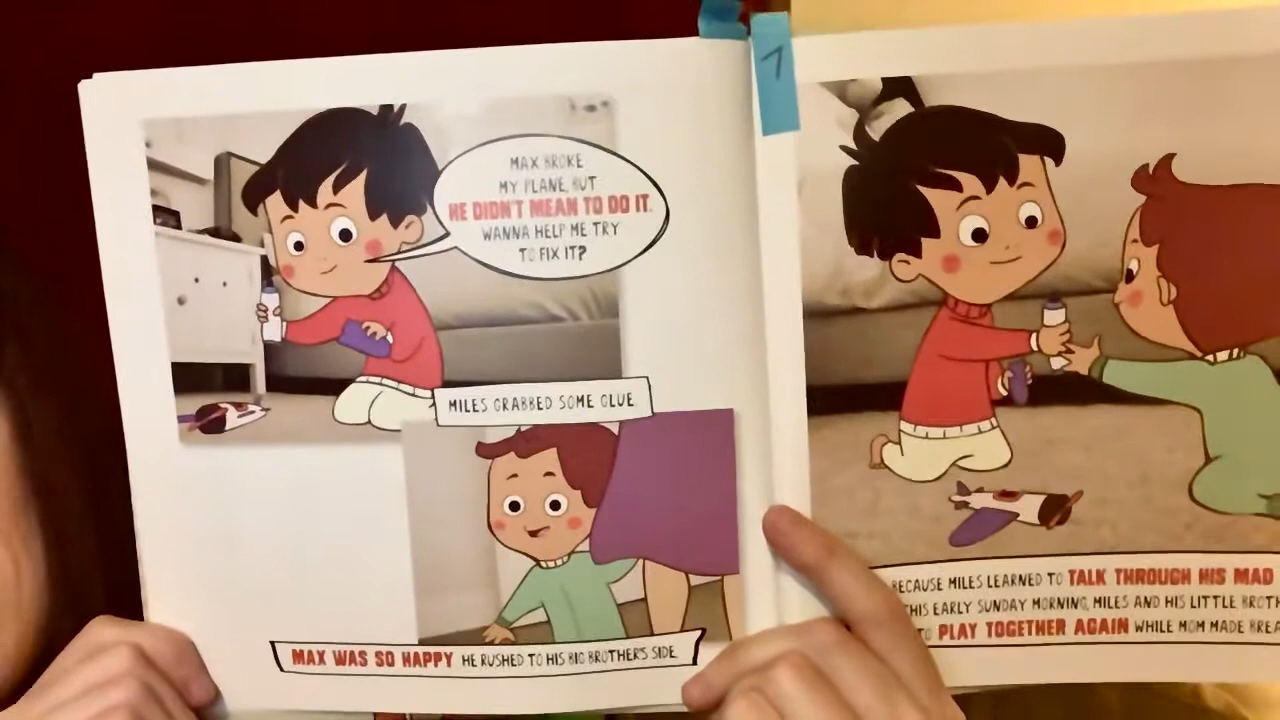 MAX BROKE
MY PLANE, BUT
HE DIDN'T MEAN TO DO IT.
WANNA HELP ME TRY
TO FIX IT?
MILES GRABBED SOME GLUE.
MAX WAS SO HAPPY HE RUSHED TO HIS BIG BROTHER'S SIDE.
7
BECAUSE MILES LEARNED TO TALK THROUGH HIS MAD
THIS EARLY SUNDAY MORNING, MILES AND HIS LITTLE
TO PLAY TOGETHER AGAIN WHILE MOM MADE